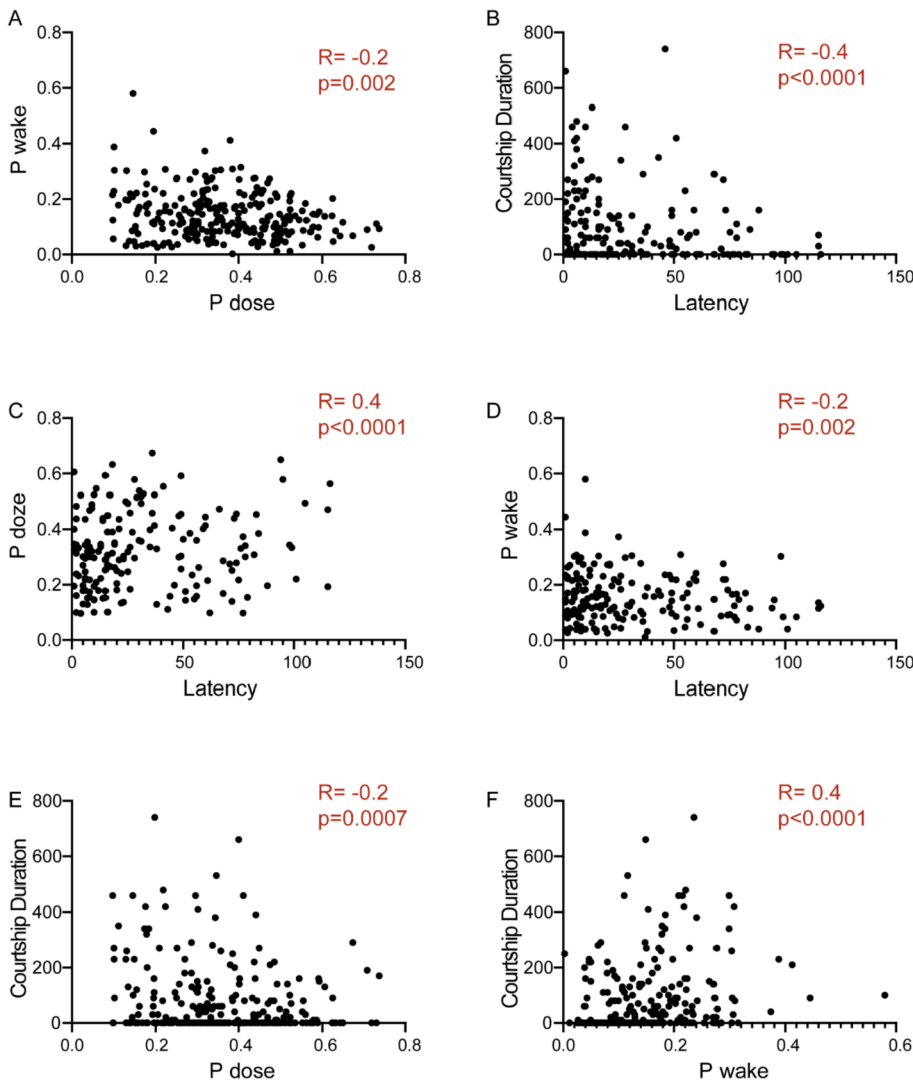 A
0.8
0.6
0.4
0.2
0.0
P wake
R= -0.2
p=0.002
0.0 0.2 0.4 0.6 0.8
P dose
B
800
600
400
200
0
Courtship Duration
R= -0.4
p<0.0001
0 50 100 150
Latency
C
0.8
0.6
0.4
0.2
0.0
P doze
R= 0.4
p<0.0001
0 50 100 150
Latency
D
0.8
0.6
0.4
0.2
0.0
P wake
R= -0.2
p=0.002
0 50 100 150
Latency
E
800
600
400
200
0
Courtship Duration
R= -0.2
p=0.0007
0.0 0.2 0.4 0.6 0.8
P dose
F
800
600
400
200
0
Courtship Duration
R= 0.4
p<0.0001
0.0 0.2 0.4 0.6
P wake